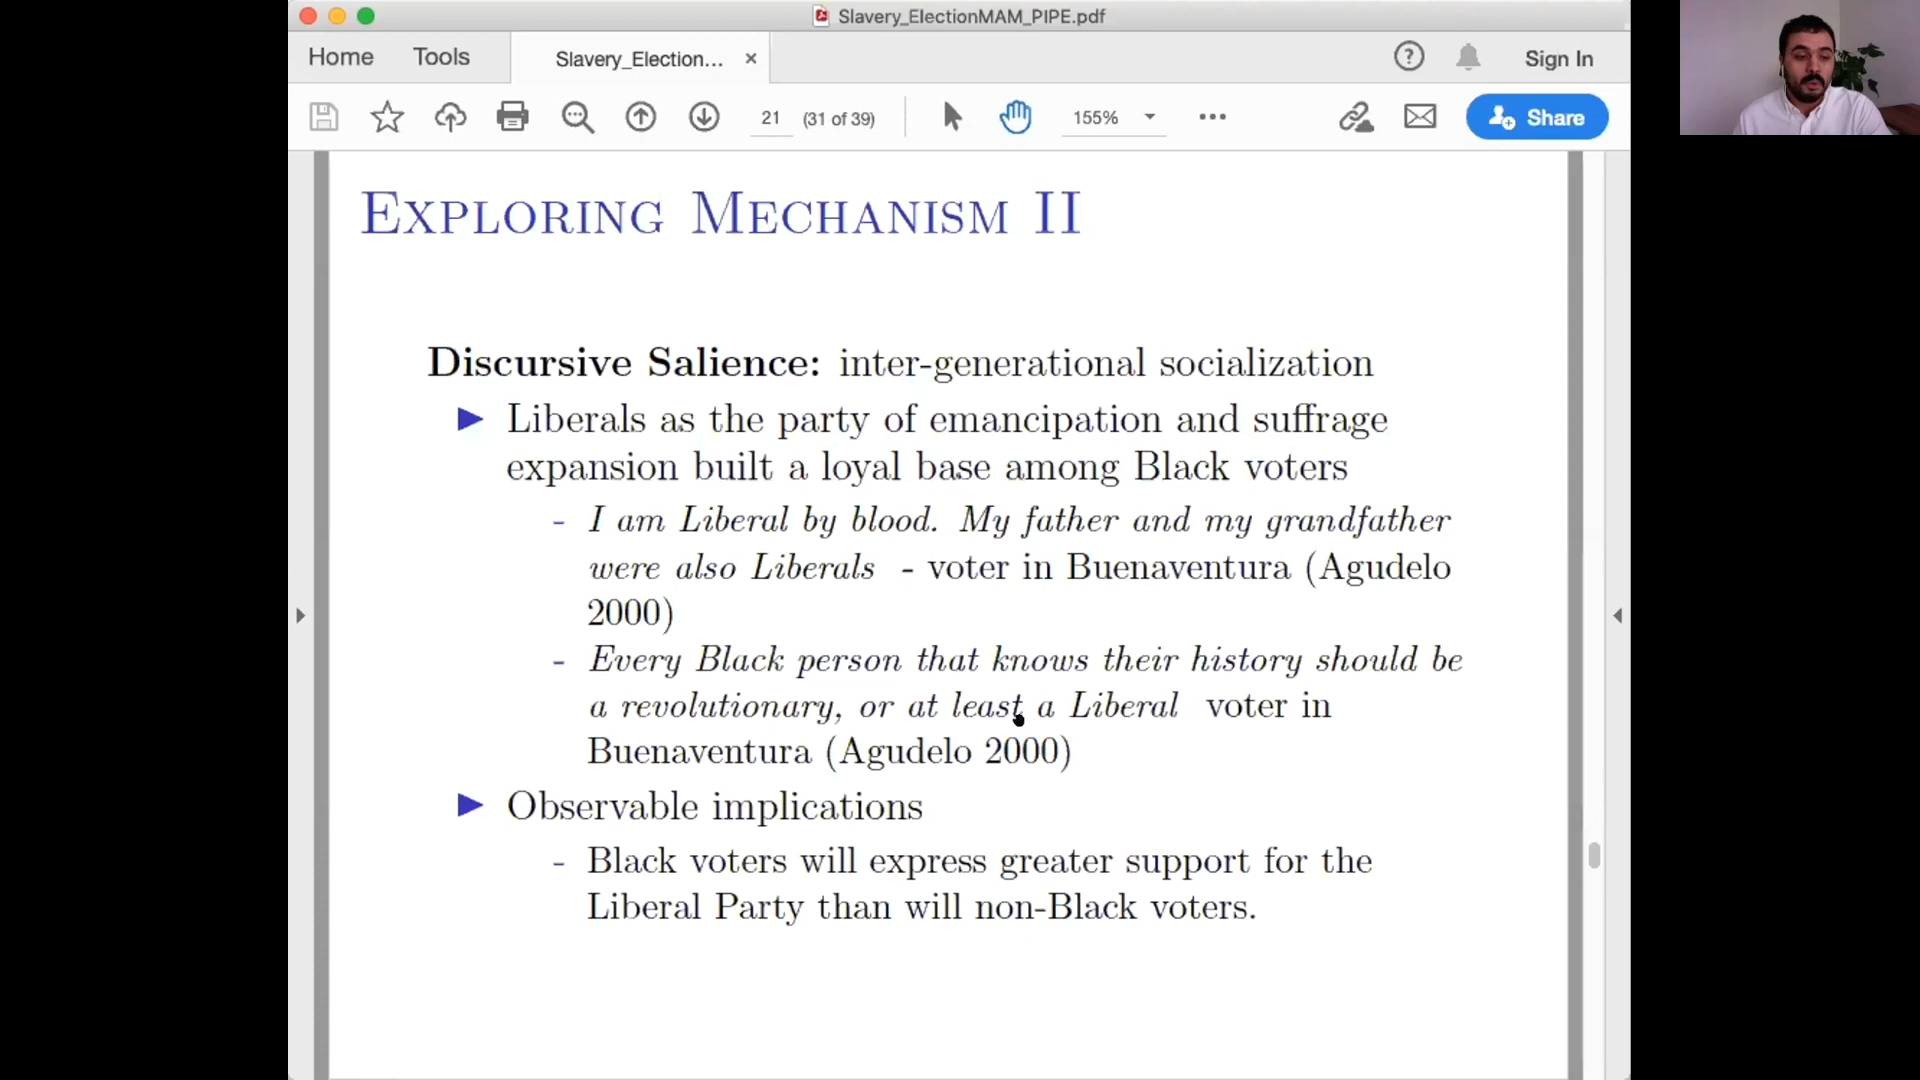 Slavery_ElectionMAM_PIPE.pdf
Home Tools Slavery_Election... × Sign In
21 (31 of 39) 155% Share
Exploring Mechanism II
Discursive Salience: inter-generational socialization
Liberals as the party of emancipation and suffrage
expansion built a loyal base among Black voters
- I am Liberal by blood. My father and my grandfather
were also Liberals - voter in Buenaventura (Agudelo
2000)
- Every Black person that knows their history should be
a revolutionary, or at least a Liberal voter in
Buenaventura (Agudelo 2000)
Observable implications
- Black voters will express greater support for the
Liberal Party than will non-Black voters.